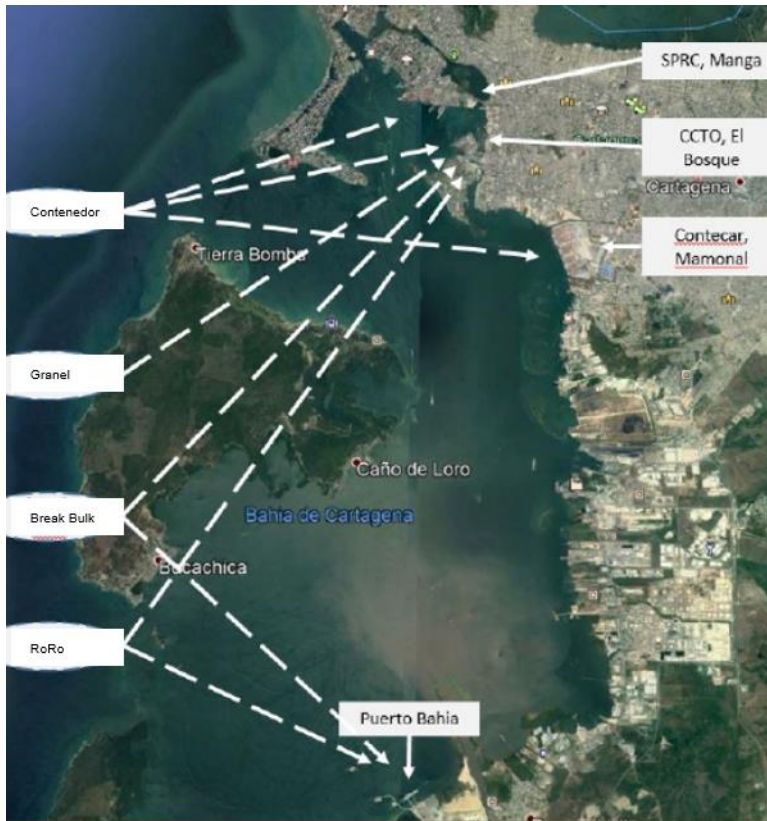 SPRC, Manga
CCTO, El
Bosque
Cartagena
Contenedor
Contecar,
Mamonal
Tierra Bomba
Granel
Caño de Loro
Bahía de Cartagena
Break Bulk
Bocachica
RoRo
Puerto Bahia